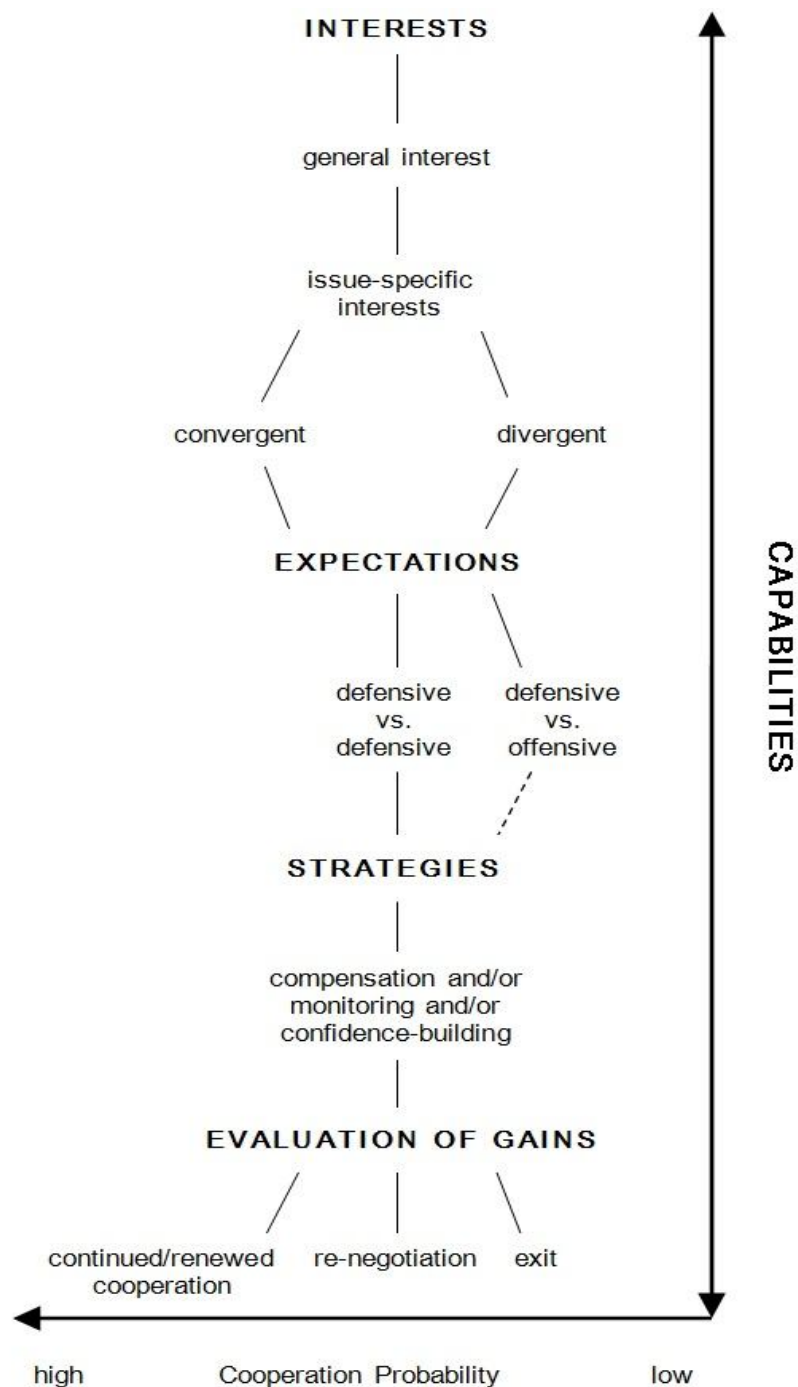 INTERESTS
general interest
issue-specific
interests
convergent
divergent
EXPECTATIONS
defensive
vs.
defensive
defensive
vs.
offensive
STRATEGIES
compensation and/or
monitoring and/or
confidence-building
EVALUATION OF GAINS
continued/renewed
cooperation
re-negotiation
exit
CAPABILITIES
high
Cooperation Probability
low